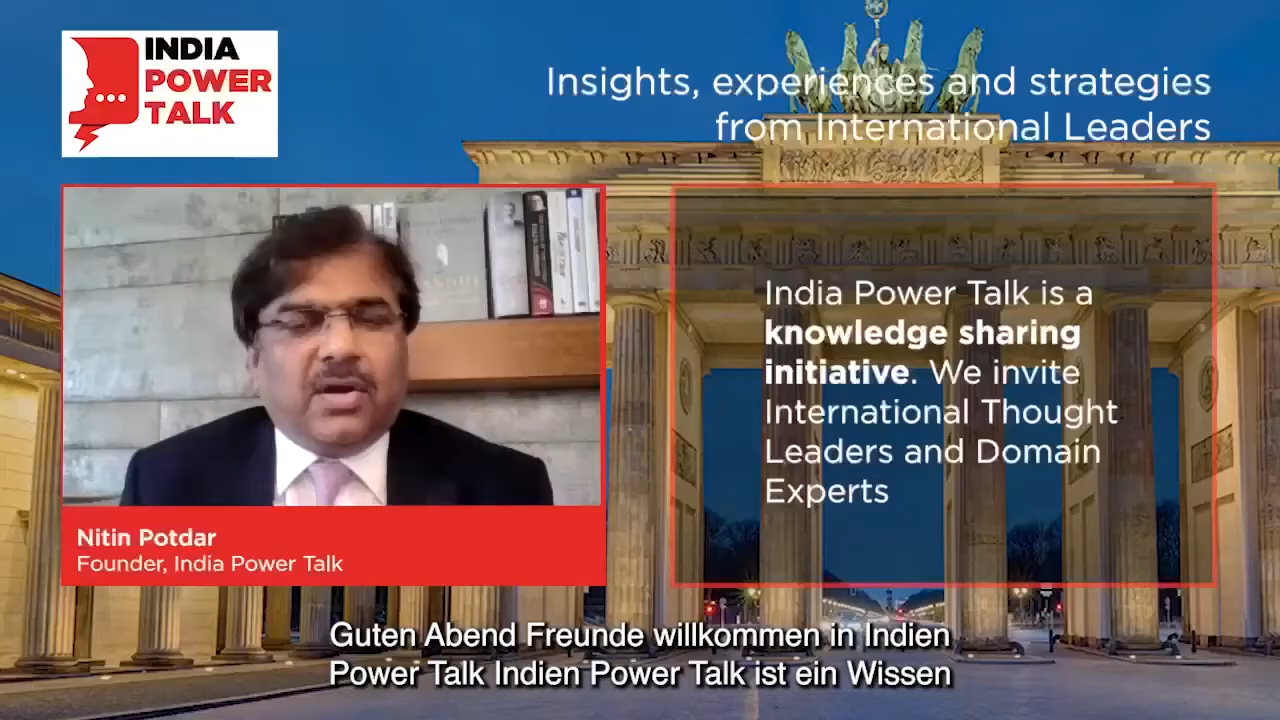 INDIA
POWER
TALK
Insights, experiences and strategies
from International Leaders
India Power Talk is a
knowledge sharing
initiative. We invite
International Thought
Leaders and Domain
Experts
Nitin Potdar
Founder, India Power Talk
Guten Abend Freunde willkommen in Indien
Power Talk Indien Power Talk ist ein Wissen